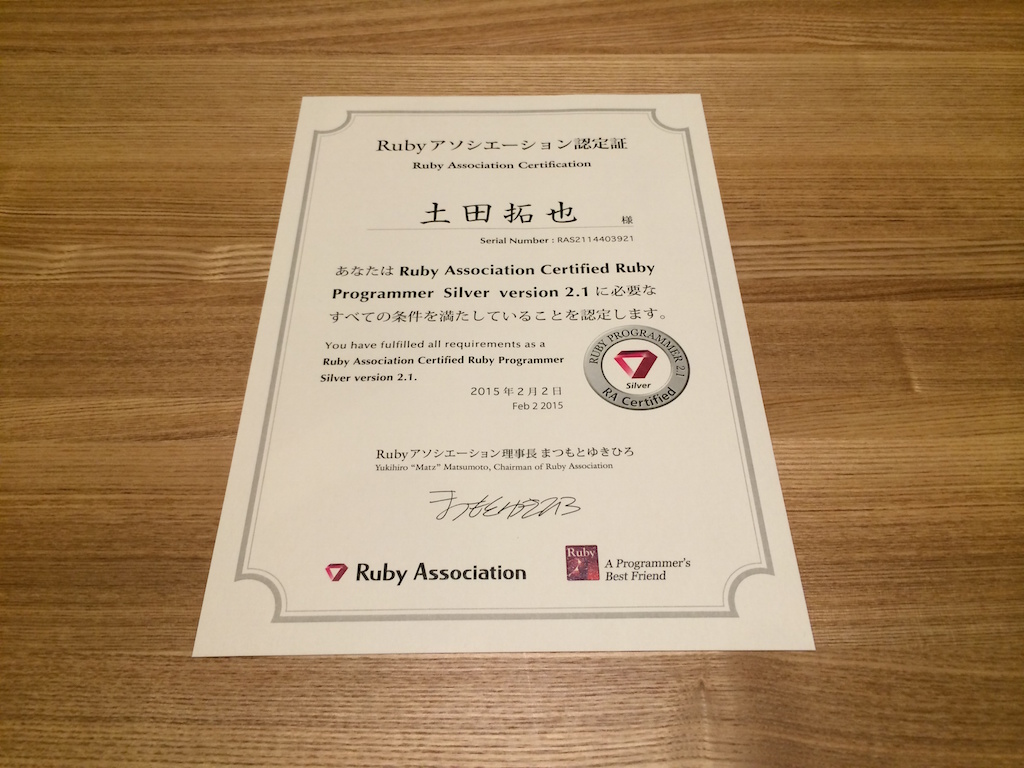 Rubyアソシエーション認定証
Ruby Association Certification
土田拓也 様
Serial Number : RAS2114403921
あなたは Ruby Association Certified Ruby
Programmer Silver version 2.1 に必要な
すべての条件を満たしていることを認定します。
You have fulfilled all requirements as a
Ruby Association Certified Ruby Programmer
Silver version 2.1.
RUBY PROGRAMMER 2.1
Silver
RA Certified
2015年2月2日
Feb 2 2015
Rubyアソシエーション理事長 まつもとゆきひろ
Yukihiro "Matz" Matsumoto, Chairman of Ruby Association
まつもとゆきひろ
Ruby Association
Ruby
A Programmer's
Best Friend